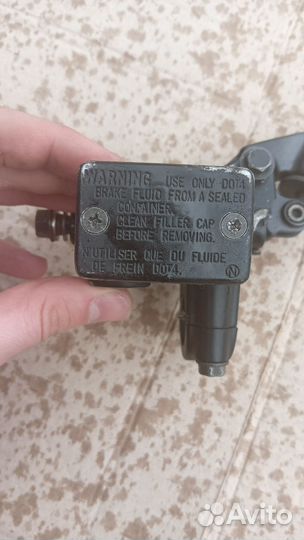 WARNING USE ONLY DOT4
BRAKE FLUID FROM A SEALED
CONTAINER.
CLEAN FILLER CAP
BEFORE REMOVING.
N'UTILISER QUE DU FLUIDE
DE FREIN DOT4.
N
Avito